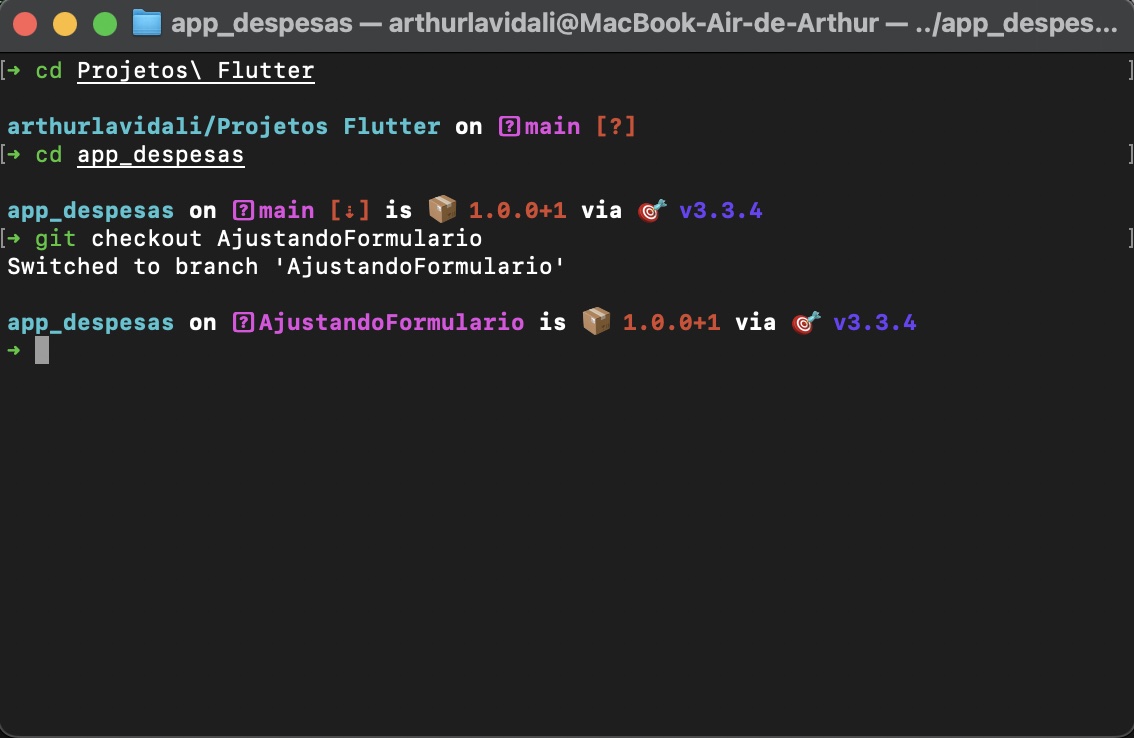 app_despesas — arthurlavidali@MacBook-Air-de-Arthur — ../app_despes...
[➜ cd Projetos\ Flutter ]
arthurlavidali/Projetos Flutter on ?main [?]
[➜ cd app_despesas ]
app_despesas on ?main [⇣] is 📦 1.0.0+1 via 🎯 v3.3.4
[➜ git checkout AjustandoFormulario ]
Switched to branch 'AjustandoFormulario'
app_despesas on ?AjustandoFormulario is 📦 1.0.0+1 via 🎯 v3.3.4
➜